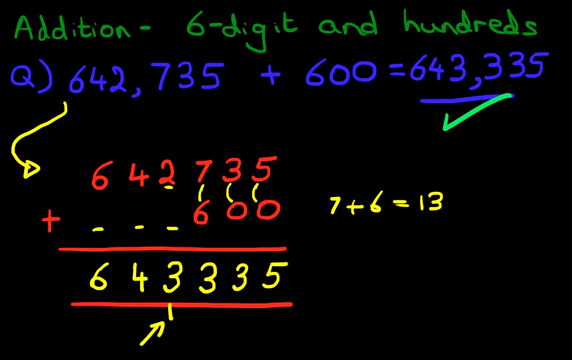 Addition - 6-digit and hundreds
Q) 642,735 + 600 = 643,335
6 4 2 7 3 5
+ _ _ _ 6 0 0
7 + 6 = 13
6 4 3 3 3 5
1